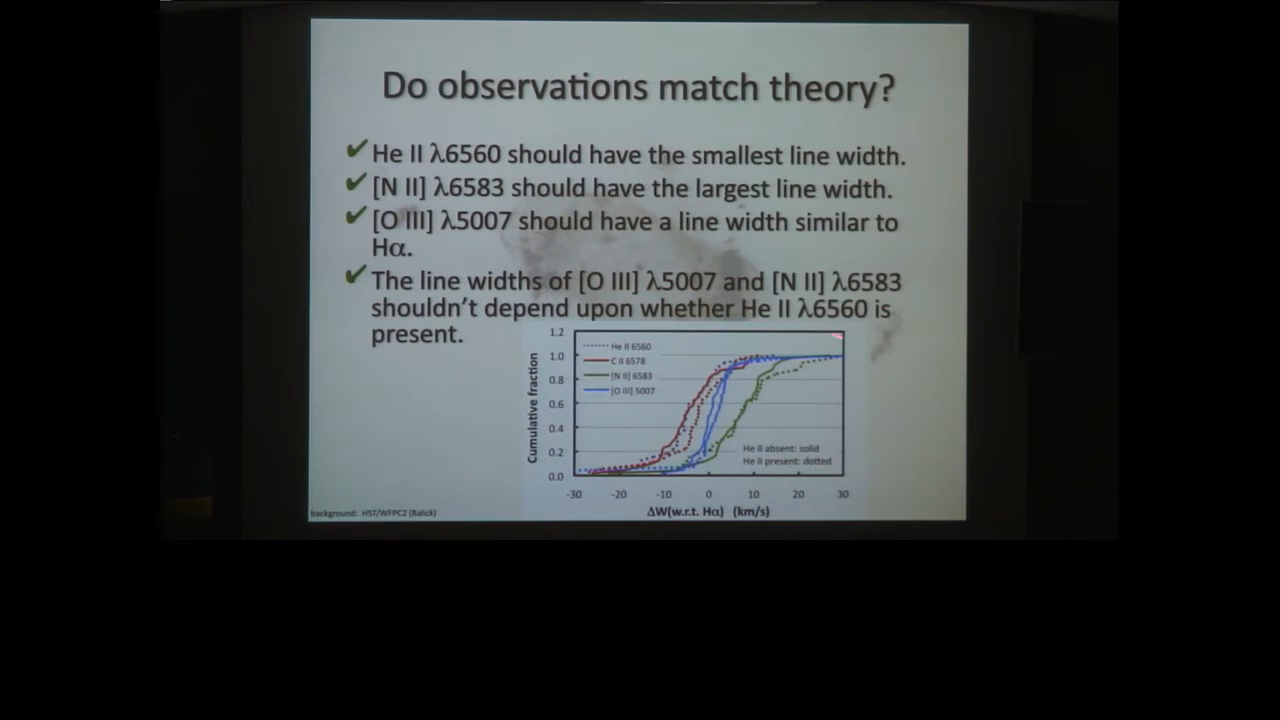 Do observations match theory?
✔ He II λ6560 should have the smallest line width.
✔ [N II] λ6583 should have the largest line width.
✔ [O III] λ5007 should have a line width similar to
Hα.
✔ The line widths of [O III] λ5007 and [N II] λ6583
shouldn't depend upon whether He II λ6560 is
present.
Cumulative fraction
1.2
1.0
0.8
0.6
0.4
0.2
0.0
He II 6560
C II 6578
[N II] 6583
[O III] 5007
He II absent: solid
He II present: dotted
-30 -20 -10 0 10 20 30
ΔW(w.r.t. Hα) (km/s)
background: HST/WFPC2 (Balick)